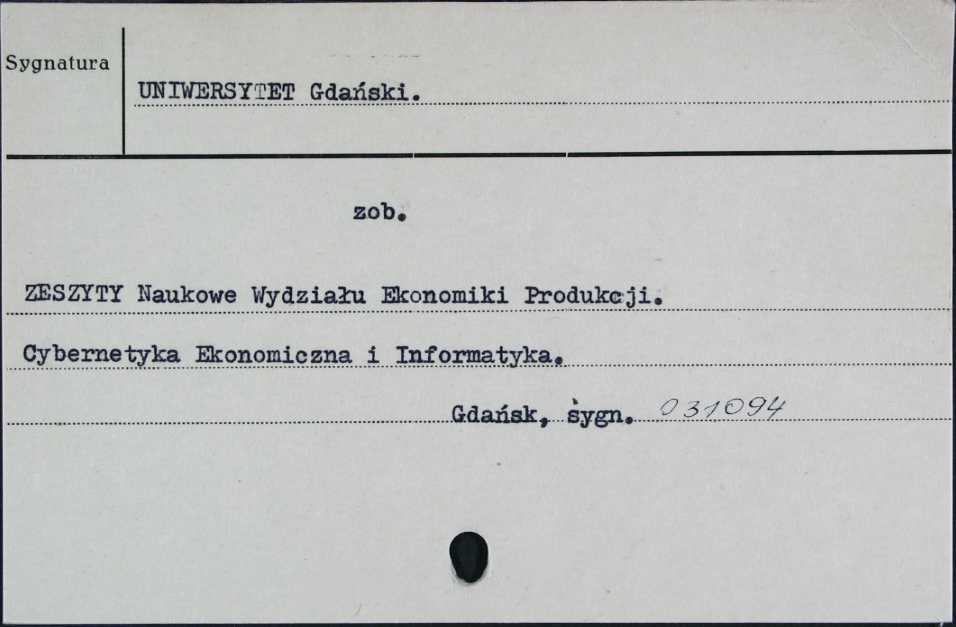 Sygnatura
UNIWERSYTET Gdański.
zob.
ZESZYTY Naukowe Wydziału Ekonomiki Produkcji.
Cybernetyka Ekonomiczna i Informatyka.
Gdańsk, sygn. 031094